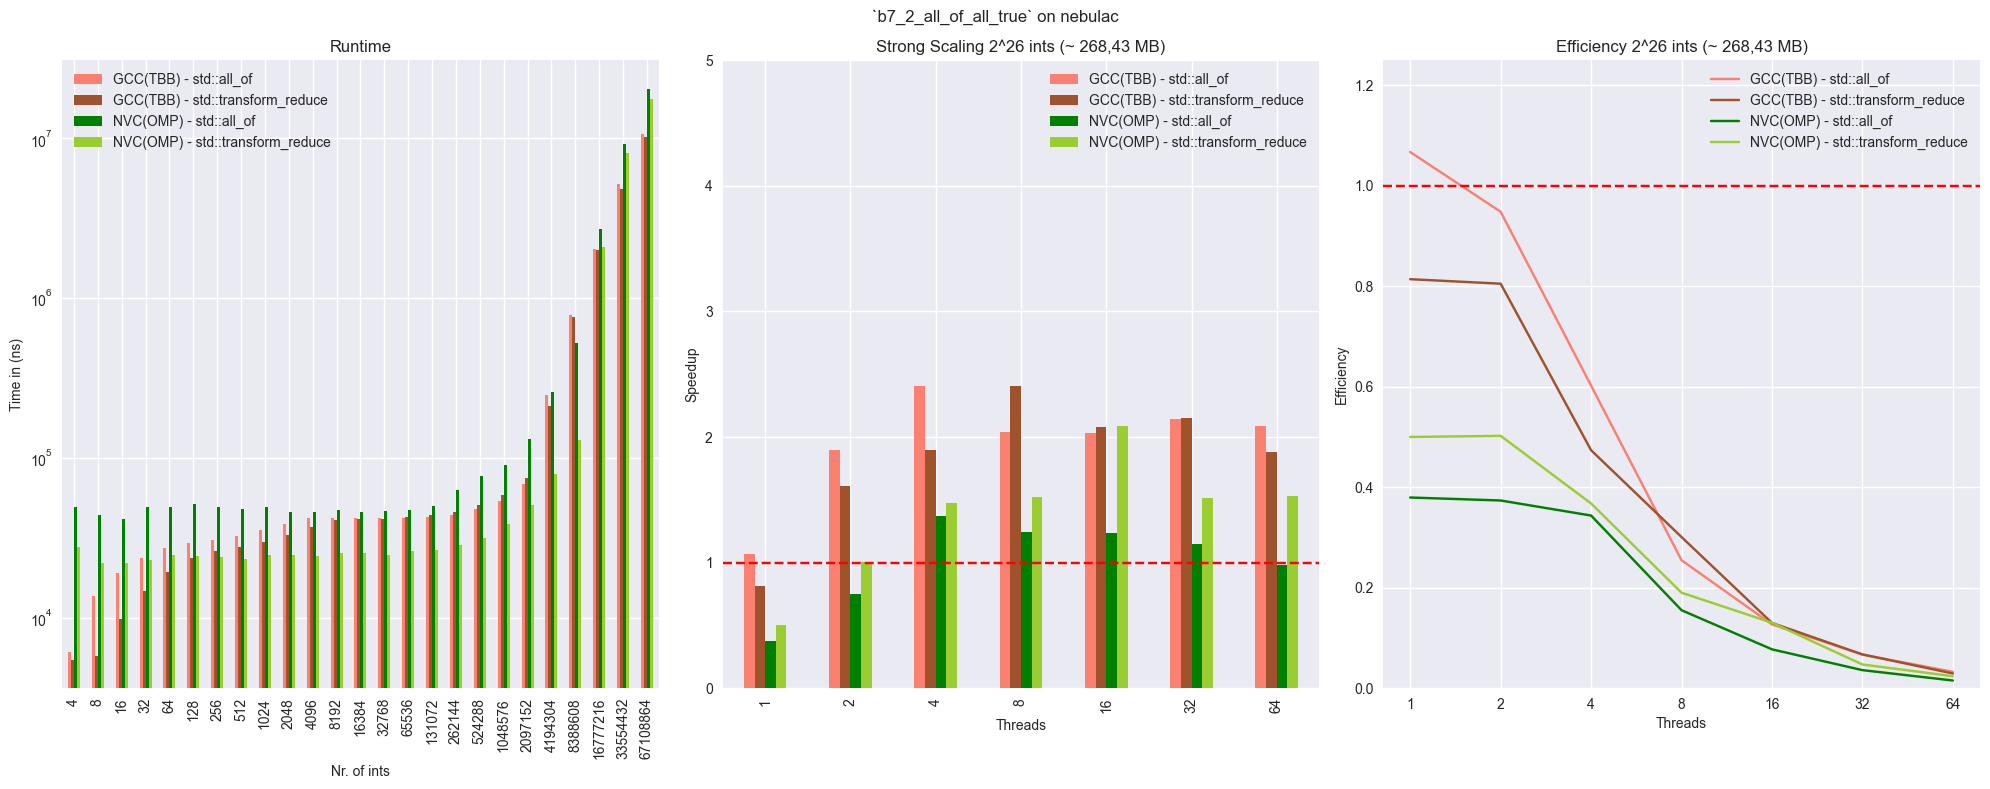 `b7_2_all_of_all_true` on nebulac
Runtime
GCC(TBB) - std::all_of
GCC(TBB) - std::transform_reduce
NVC(OMP) - std::all_of
NVC(OMP) - std::transform_reduce
Time in (ns)
10^7
10^6
10^5
10^4
4 8 16 32 64 128 256 512 1024 2048 4096 8192 16384 32768 65536 131072 262144 524288 1048576 2097152 4194304 8388608 16777216 33554432 67108864
Nr. of ints
Strong Scaling 2^26 ints (~ 268,43 MB)
GCC(TBB) - std::all_of
GCC(TBB) - std::transform_reduce
NVC(OMP) - std::all_of
NVC(OMP) - std::transform_reduce
Speedup
5
4
3
2
1
0
1 2 4 8 16 32 64
Threads
Efficiency 2^26 ints (~ 268,43 MB)
GCC(TBB) - std::all_of
GCC(TBB) - std::transform_reduce
NVC(OMP) - std::all_of
NVC(OMP) - std::transform_reduce
Efficiency
1.2
1.0
0.8
0.6
0.4
0.2
0.0
1 2 4 8 16 32 64
Threads